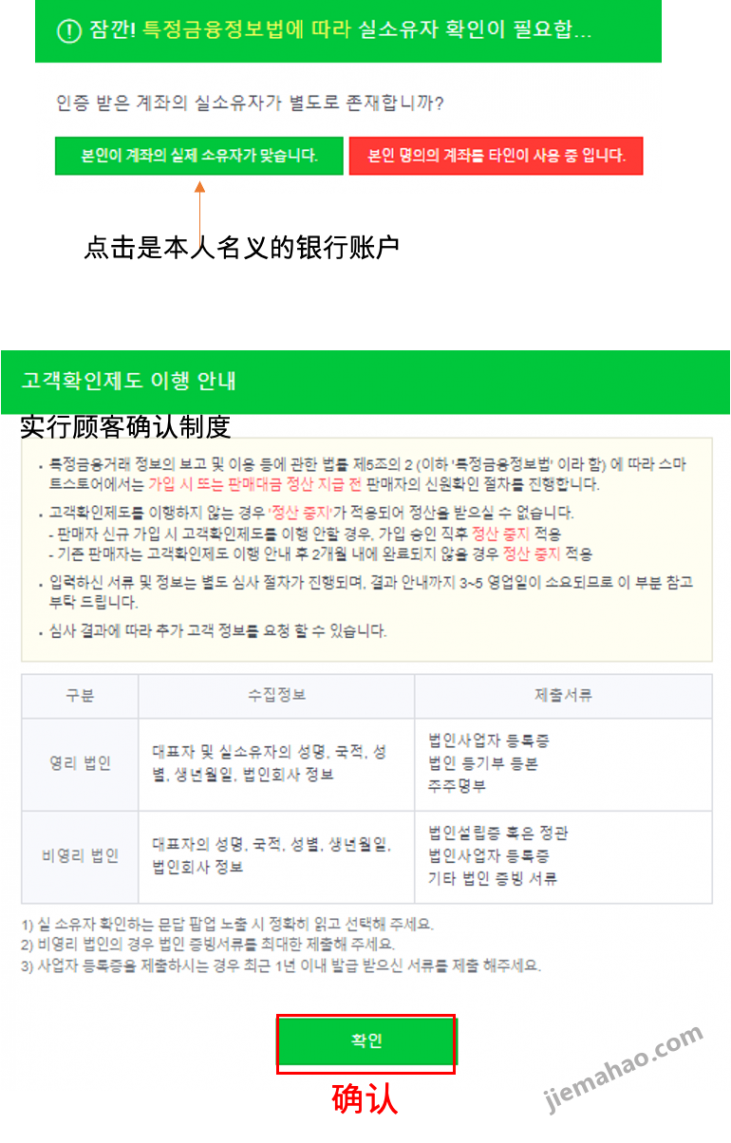 잠깐! 특정금융정보법에 따라 실소유자 확인이 필요합...
인증 받은 계좌의 실소유자가 별도로 존재합니까?
본인이 계좌의 실제 소유자가 맞습니다.
본인 명의의 계좌를 타인이 사용 중 입니다.
点击是本人名义的银行账户
고객확인제도 이행 안내
实行顾客确认制度
• 특정금융거래 정보의 보고 및 이용 등에 관한 법률 제5조의 2 (이하 '특정금융정보법' 이라 함) 에 따라 스마
트스토어에서는 가입 시 또는 판매대금 정산 지급 전 판매자의 신원확인 절차를 진행합니다.
• 고객확인제도를 이행하지 않는 경우 '정산 중지'가 적용되어 정산을 받으실 수 없습니다.
- 판매자 신규 가입 시 고객확인제도를 이행 안할 경우, 가입 승인 직후 정산 중지 적용
- 기존 판매자는 고객확인제도 이행 안내 후 2개월 내에 완료되지 않을 경우 정산 중지 적용
• 입력하신 서류 및 정보는 별도 심사 절차가 진행되며, 결과 안내까지 3~5 영업일이 소요되므로 이 부분 참고
부탁 드립니다.
• 심사 결과에 따라 추가 고객 정보를 요청 할 수 있습니다.
구분
수집정보
제출서류
영리 법인
대표자 및 실소유자의 성명, 국적, 성
별, 생년월일, 법인회사 정보
법인사업자 등록증
법인 등기부 등본
주주명부
비영리 법인
대표자의 성명, 국적, 성별, 생년월일,
법인회사 정보
법인설립증 혹은 정관
법인사업자 등록증
기타 법인 증빙 서류
1) 실 소유자 확인하는 문답 팝업 노출 시 정확히 읽고 선택해 주세요.
2) 비영리 법인의 경우 법인 증빙서류를 최대한 제출해 주세요.
3) 사업자 등록증을 제출하시는 경우 최근 1년 이내 발급 받으신 서류를 제출 해주세요.
확인
确认
jiemahao.com